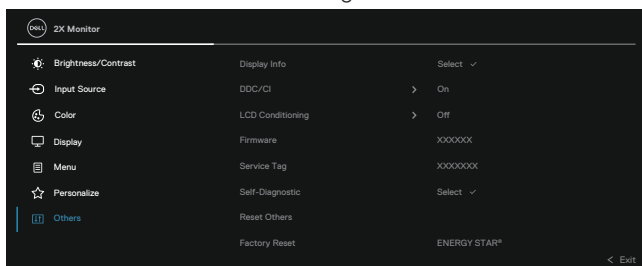 DELL 2X Monitor
Brightness/Contrast Display Info Select
Input Source DDC/CI On
Color LCD Conditioning Off
Display Firmware XXXXXX
Menu Service Tag XXXXXXX
Personalize Self-Diagnostic Select
Others Reset Others
Factory Reset ENERGY STAR®
Exit